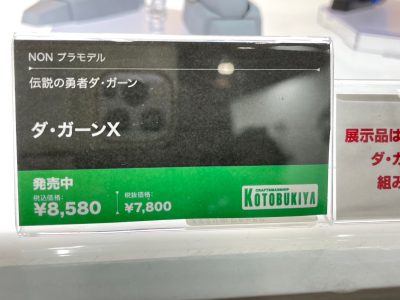 NON プラモデル
伝説の勇者ダ・ガーン
ダ・ガーンX
発売中
税込価格:
¥8,580
税抜価格:
¥7,800
CRAFTSMANSHIP
KOTOBUKIYA
展示品は
ダ・ガ
組み